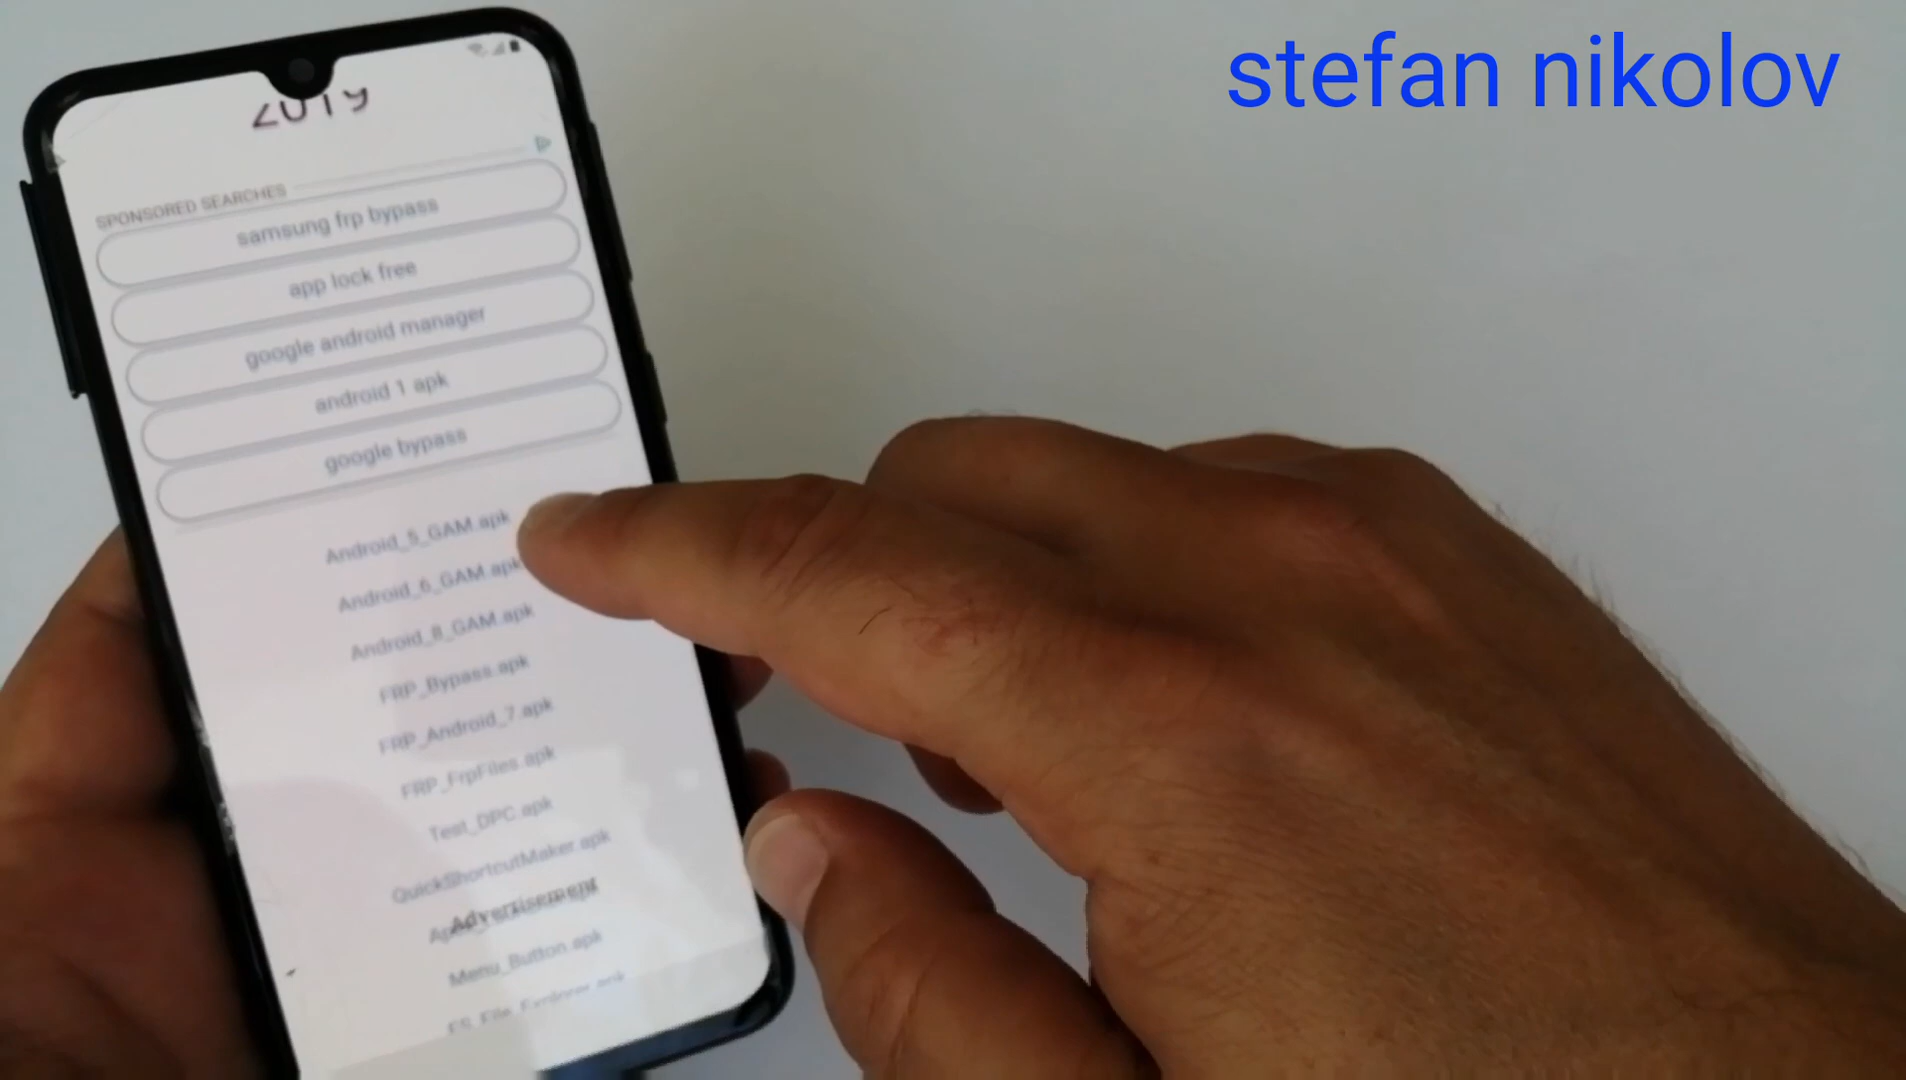 stefan nikolov
2019
SPONSORED SEARCHES
samsung frp bypass
app lock free
google android manager
android 1 apk
google bypass
Android_5_GAM.apk
Android_6_GAM.apk
Android_8_GAM.apk
FRP_Bypass.apk
FRP_Android_7.apk
FRP_FrpFiles.apk
Test_DPC.apk
QuickShortcutMaker.apk
Advertisement
Menu_Button.apk
ES_File_Explorer.apk